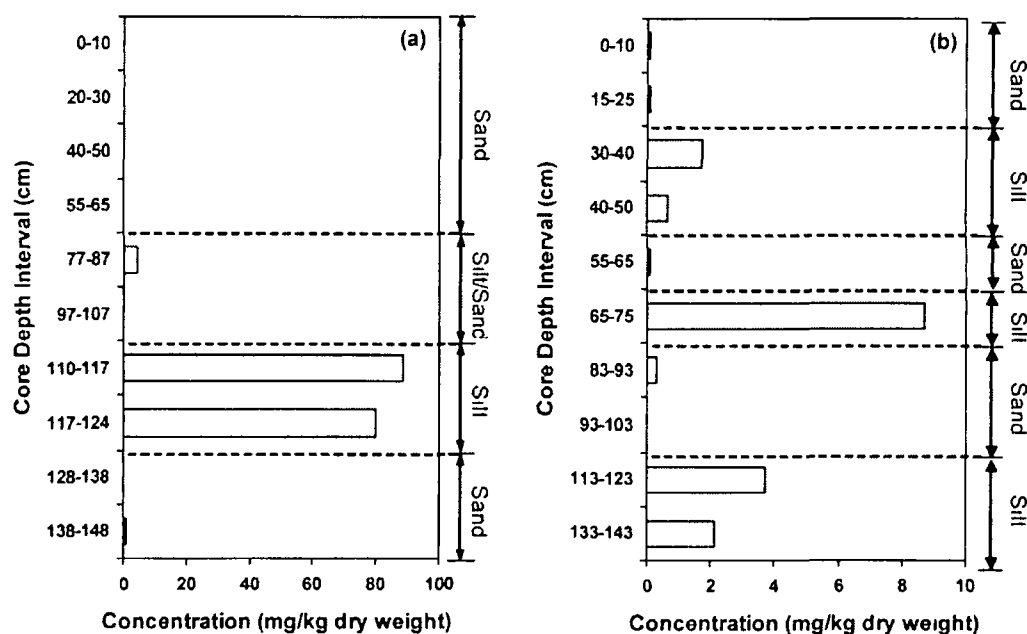 (a)
Core Depth Interval (cm)
0-10
20-30
40-50
55-65
77-87
97-107
110-117
117-124
128-138
138-148
Sand
Silt/Sand
Silt
Sand
0 20 40 60 80 100
Concentration (mg/kg dry weight)
(b)
Core Depth Interval (cm)
0-10
15-25
30-40
40-50
55-65
65-75
83-93
93-103
113-123
133-143
Sand
Silt
Sand
Silt
Sand
Silt
0 2 4 6 8 10
Concentration (mg/kg dry weight)